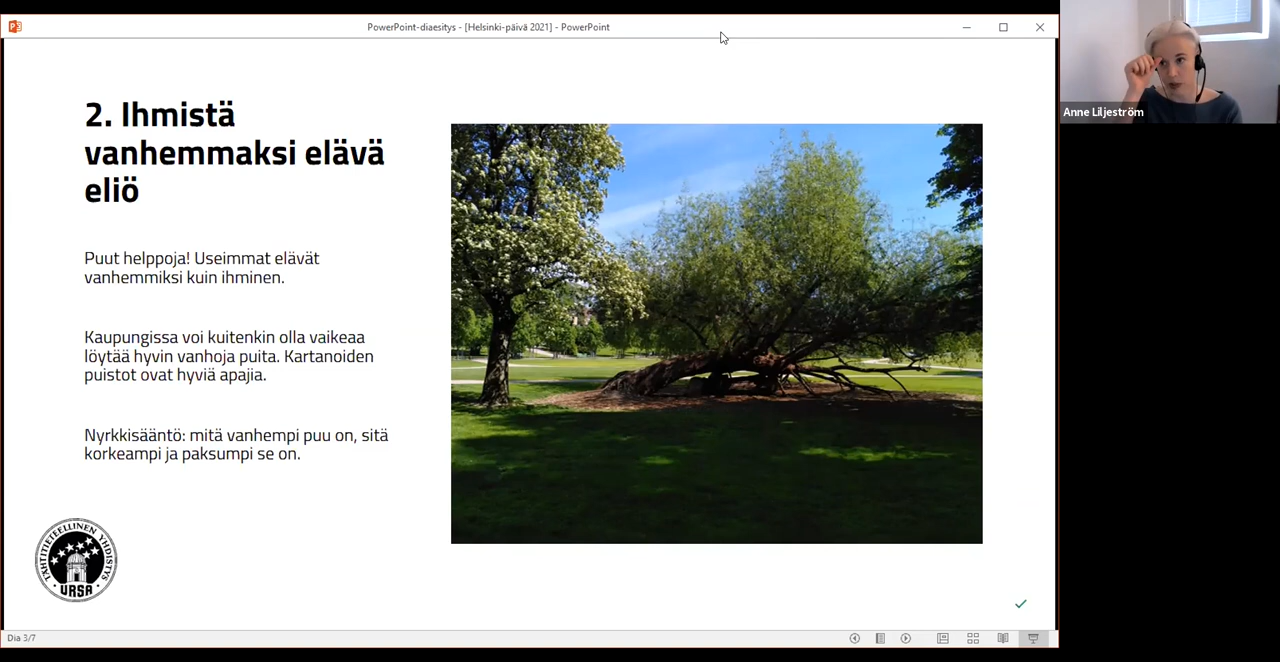 PowerPoint-diaesitys - [Helsinki-päivä 2021] - PowerPoint
2. Ihmistä
vanhemmaksi elävä
eliö
Puut helppoja! Useimmat elävät
vanhemmiksi kuin ihminen.
Kaupungissa voi kuitenkin olla vaikeaa
löytää hyvin vanhoja puita. Kartanoiden
puistot ovat hyviä apajia.
Nyrkkisääntö: mitä vanhempi puu on, sitä
korkeampi ja paksumpi se on.
TÄHTITIETEELLINEN YHDISTYS
URSA
Dia 3/7
Anne Liljeström